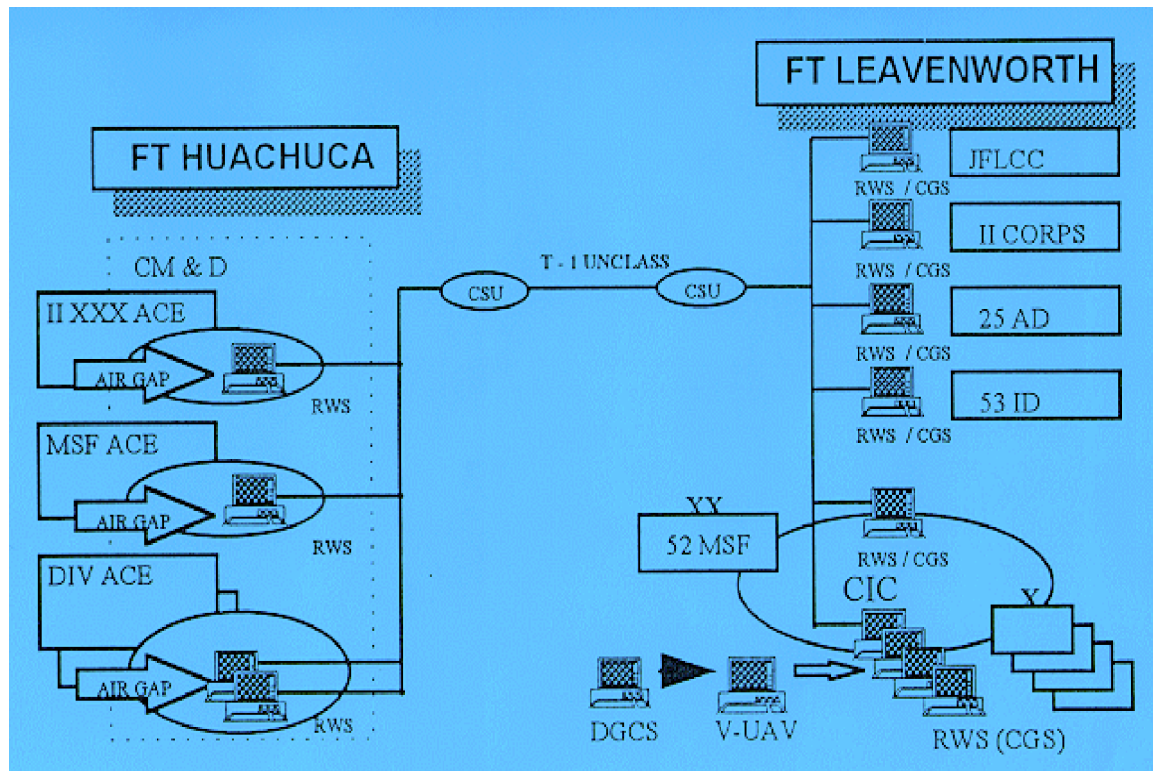 FT HUACHUCA
CM & D
II XXX ACE
AIR GAP
RWS
MSF ACE
AIR GAP
RWS
DIV ACE
AIR GAP
RWS
CSU
T - 1 UNCLASS
CSU
FT LEAVENWORTH
RWS / CGS
JFLCC
RWS / CGS
II CORPS
RWS / CGS
25 AD
RWS / CGS
53 ID
XX
52 MSF
RWS / CGS
CIC
X
DGCS
V-UAV
RWS (CGS)